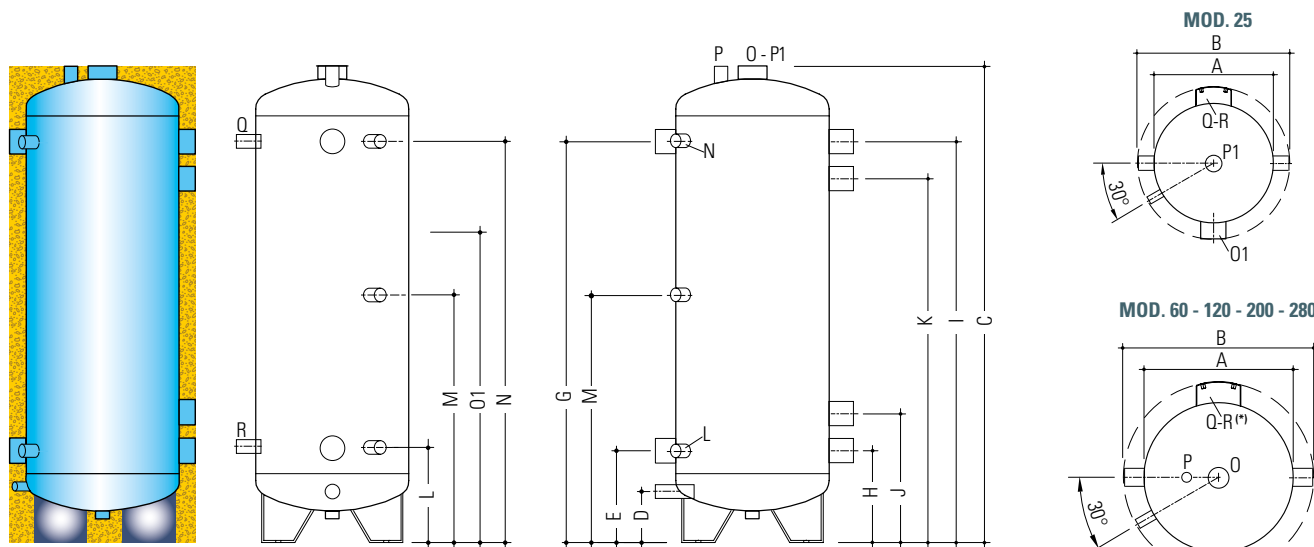 MOD. 25
B
A
Q-R
P1
30°
O1
MOD. 60 - 120 - 200 - 280
B
A
Q-R (*)
P
O
30°
P
O - P1
Q
N
R
L
M
O1
N
L
G
M
E
D
K
I
C
H
J